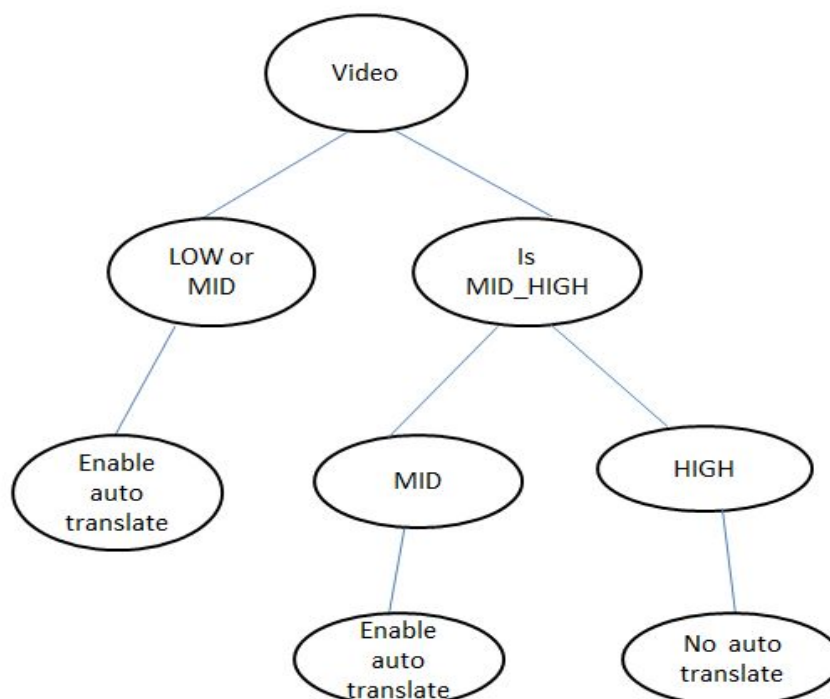 Video
LOW or
MID
Is
MID_HIGH
Enable
auto
translate
MID
HIGH
Enable
auto
translate
No auto
translate